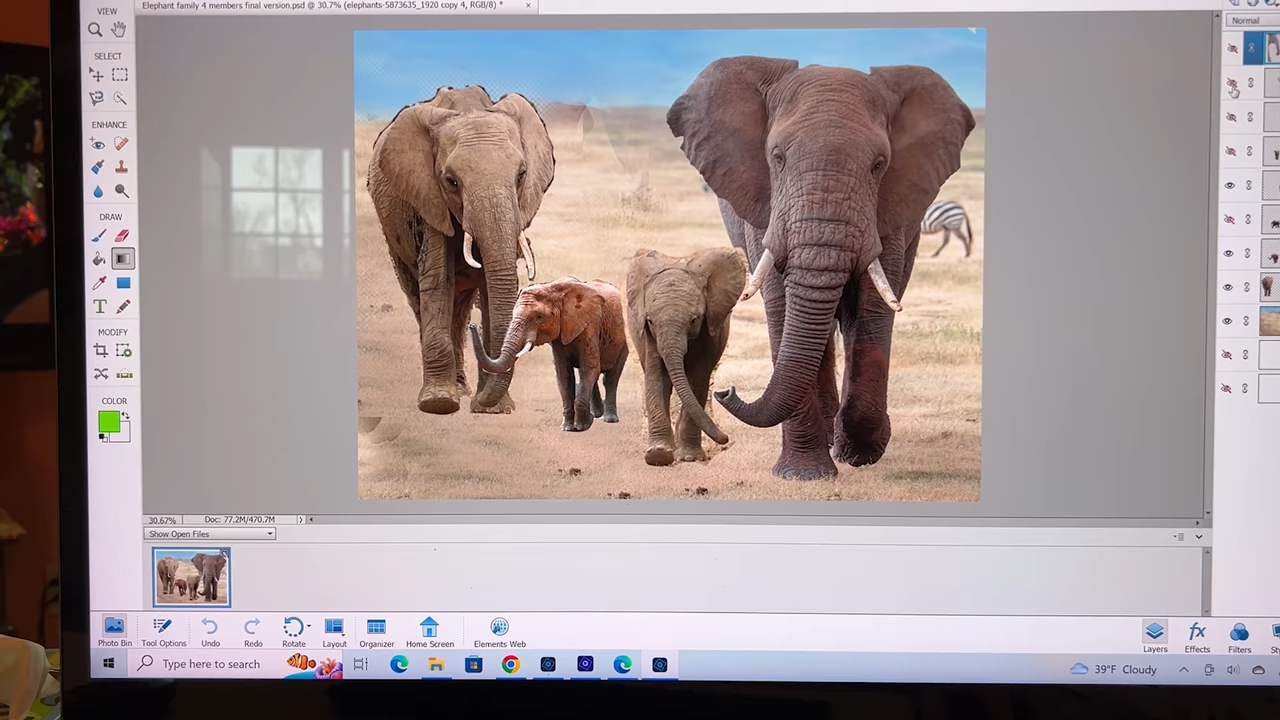 VIEW
Elephant family 4 members final version.psd @ 30.7% (elephants-5873635_1920 copy 4, RGB/8) *
×
Normal
SELECT
ENHANCE
DRAW
T
MODIFY
COLOR
30.67%
Doc: 77.2M/470.7M
Show Open Files
Photo Bin
Tool Options
Undo
Redo
Rotate
Layout
Organizer
Home Screen
Elements Web
fx
Layers
Effects
Filters
Type here to search
39°F Cloudy